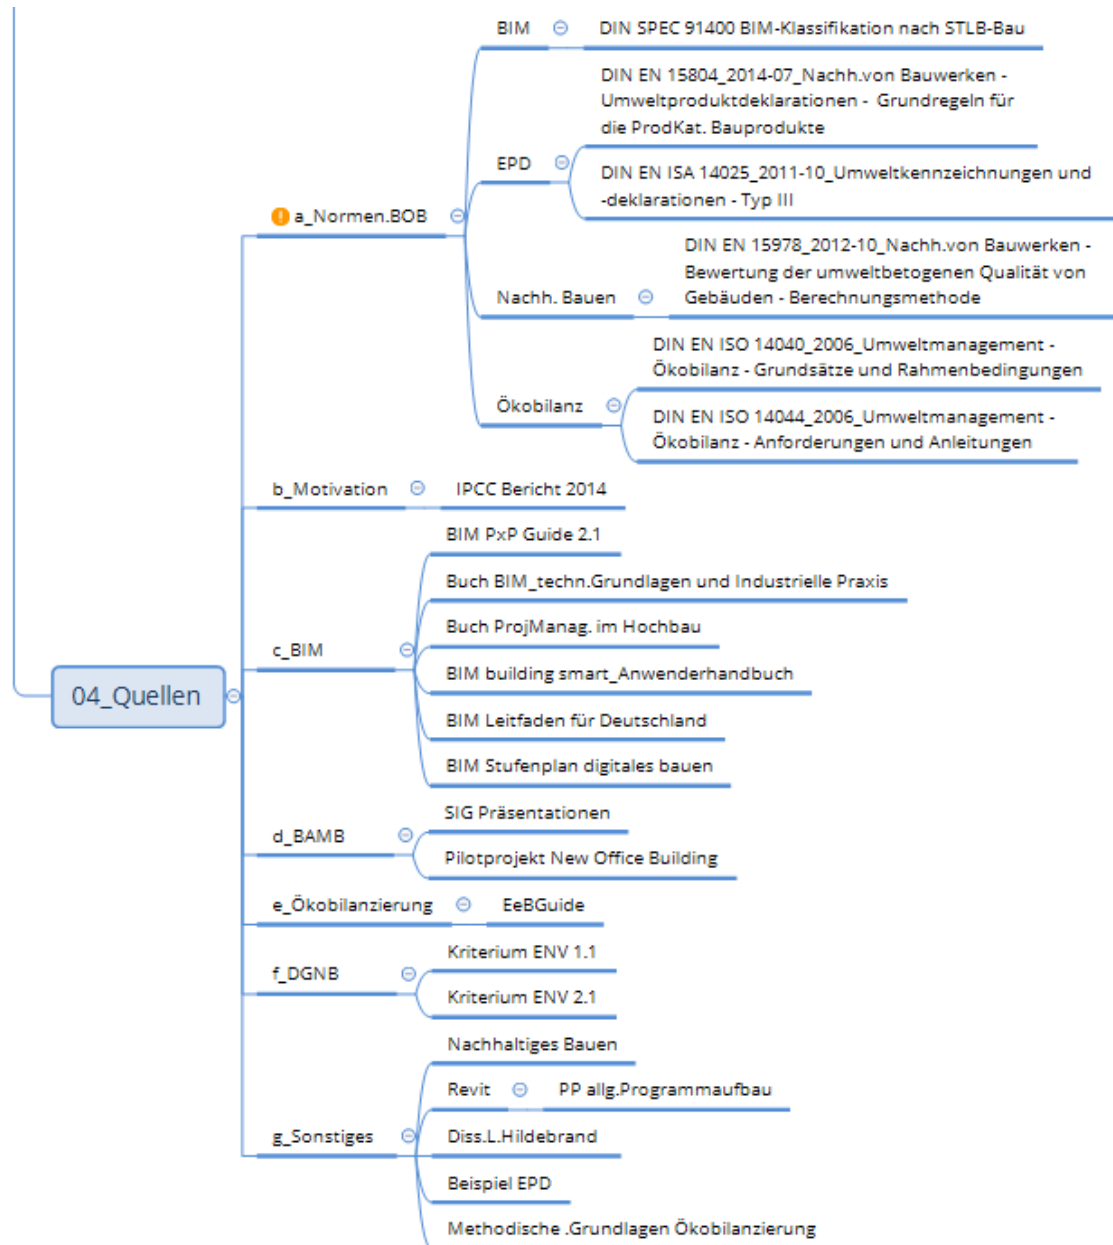 04_Quellen
a_Normen.BOB
BIM
DIN SPEC 91400 BIM-Klassifikation nach STLB-Bau
EPD
DIN EN 15804_2014-07_Nachh.von Bauwerken -
Umweltproduktdeklarationen - Grundregeln für
die ProdKat. Bauprodukte
DIN EN ISA 14025_2011-10_Umweltkennzeichnungen und
-deklarationen - Typ III
Nachh. Bauen
DIN EN 15978_2012-10_Nachh.von Bauwerken -
Bewertung der umweltbetogenen Qualität von
Gebäuden - Berechnungsmethode
Ökobilanz
DIN EN ISO 14040_2006_Umweltmanagement -
Ökobilanz - Grundsätze und Rahmenbedingungen
DIN EN ISO 14044_2006_Umweltmanagement -
Ökobilanz - Anforderungen und Anleitungen
b_Motivation
IPCC Bericht 2014
c_BIM
BIM PxP Guide 2.1
Buch BIM_techn.Grundlagen und Industrielle Praxis
Buch ProjManag. im Hochbau
BIM building smart_Anwenderhandbuch
BIM Leitfaden für Deutschland
BIM Stufenplan digitales bauen
d_BAMB
SIG Präsentationen
Pilotprojekt New Office Building
e_Ökobilanzierung
EeBGuide
f_DGNB
Kriterium ENV 1.1
Kriterium ENV 2.1
g_Sonstiges
Nachhaltiges Bauen
Revit
PP allg.Programmaufbau
Diss.L.Hildebrand
Beispiel EPD
Methodische .Grundlagen Ökobilanzierung